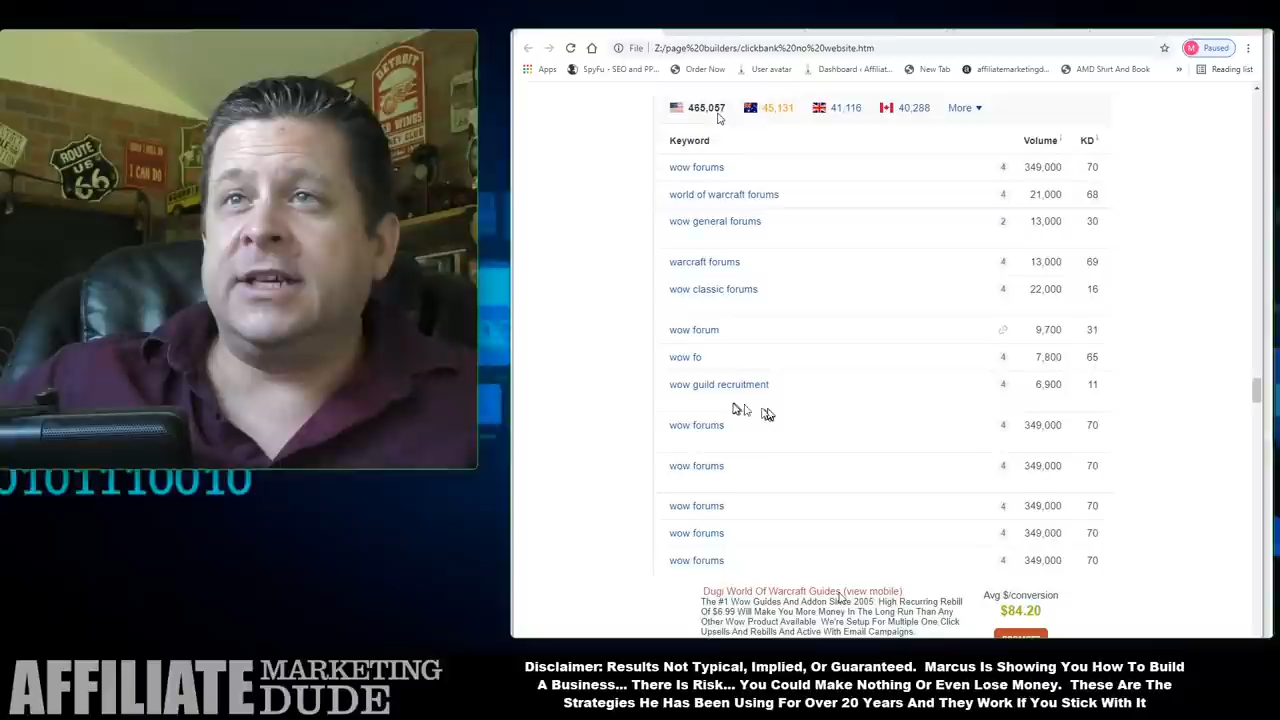 ROUTE
US
66
I CAN DO
DETROIT
0101110010
Paused
File
Z:/page%20builders/clickbank%20no%20website.htm
Apps
SpyFu - SEO and PP...
Order Now
User avatar
Dashboard ‹ Affiliat...
New Tab
affiliatemarketingd...
AMD Shirt And Book
»
Reading list
465,057 45,131 41,116 40,288 More
Keyword Volume KD
wow forums 4 349,000 70
world of warcraft forums 4 21,000 68
wow general forums 2 13,000 30
warcraft forums 4 13,000 69
wow classic forums 4 22,000 16
wow forum 9,700 31
wow fo 4 7,800 65
wow guild recruitment 4 6,900 11
wow forums 4 349,000 70
wow forums 4 349,000 70
wow forums 4 349,000 70
wow forums 4 349,000 70
wow forums 4 349,000 70
Dugi World Of Warcraft Guides (view mobile)
The #1 Wow Guides And Addon Since 2005. High Recurring Rebill
Of $6.99 Will Make You More Money In The Long Run Than Any
Other Wow Product Available. We're Setup For Multiple One Click
Upsells And Rebills And Active With Email Campaigns.
Avg $/conversion
$84.20
AFFILIATE MARKETING
DUDE
Disclaimer: Results Not Typical, Implied, Or Guaranteed. Marcus Is Showing You How To Build
A Business... There Is Risk... You Could Make Nothing Or Even Lose Money. These Are The
Strategies He Has Been Using For Over 20 Years And They Work If You Stick With It